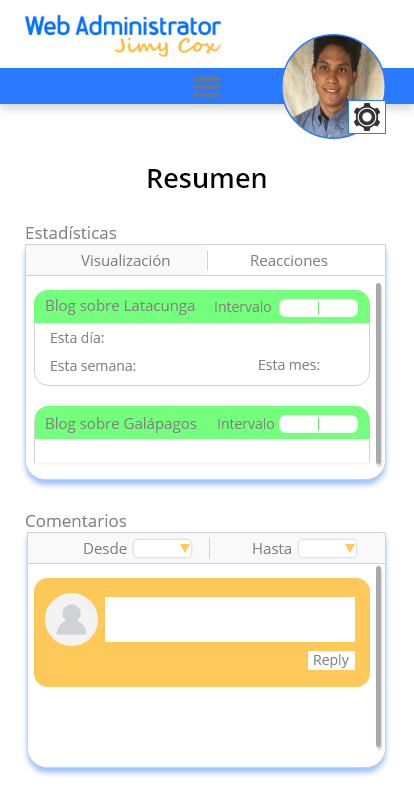 Web Administrator
Jimy Cox
Resumen
Estadísticas
Visualización Reacciones
Blog sobre Latacunga Intervalo
Esta día:
Esta semana: Esta mes:
Blog sobre Galápagos Intervalo
Comentarios
Desde Hasta
Reply